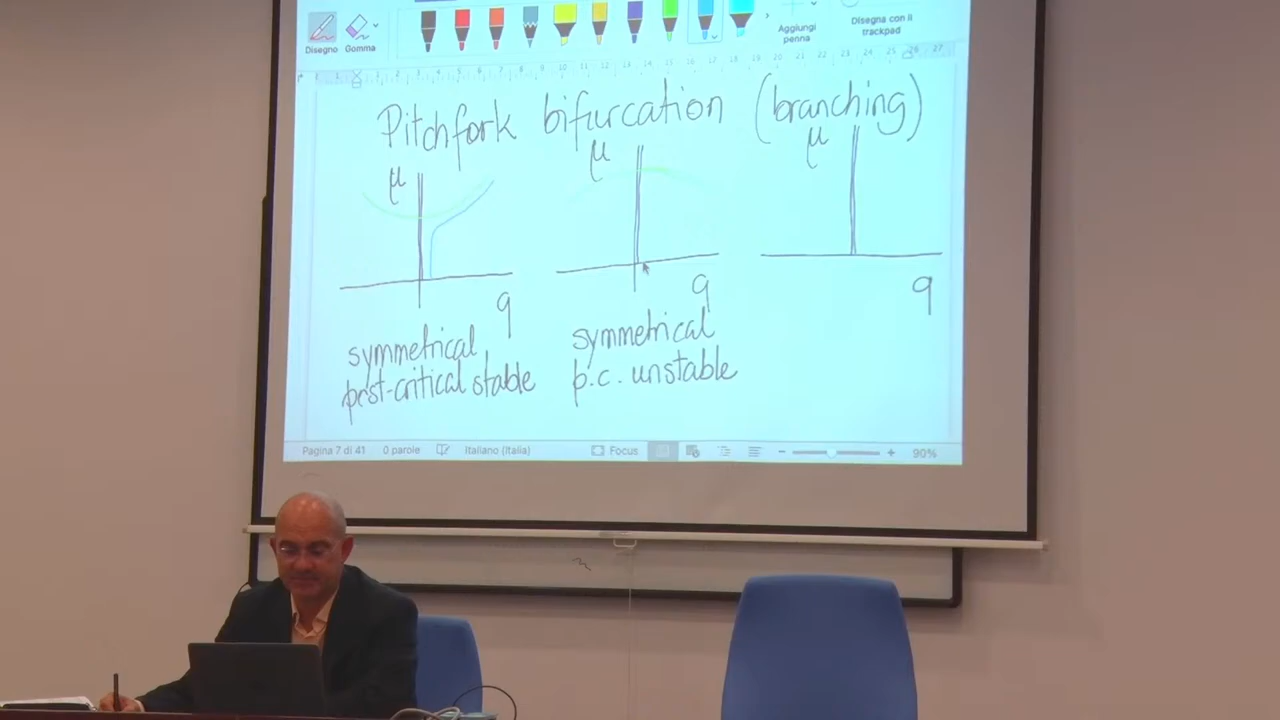 Disegno Gomma Aggiungi penna Disegna con il trackpad
Pitchfork bifurcation (branching)
μ μ μ
q q q
symmetrical post-critical stable
symmetrical p.c. unstable
Pagina 7 di 41 0 parole Italiano (Italia) Focus 90%